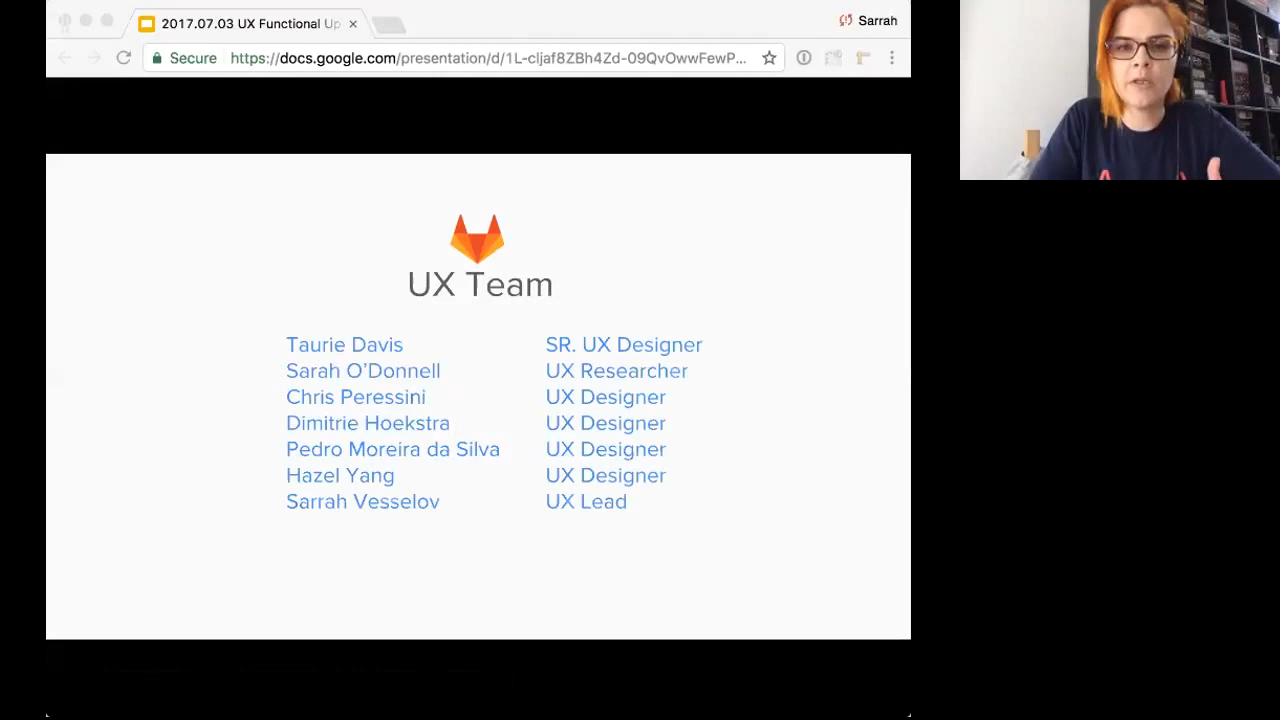 2017.07.03 UX Functional Up
Sarrah
Secure https://docs.google.com/presentation/d/1L-cljaf8ZBh4Zd-09QvOwwFewP...
UX Team
Taurie Davis SR. UX Designer
Sarah O'Donnell UX Researcher
Chris Peressini UX Designer
Dimitrie Hoekstra UX Designer
Pedro Moreira da Silva UX Designer
Hazel Yang UX Designer
Sarrah Vesselov UX Lead